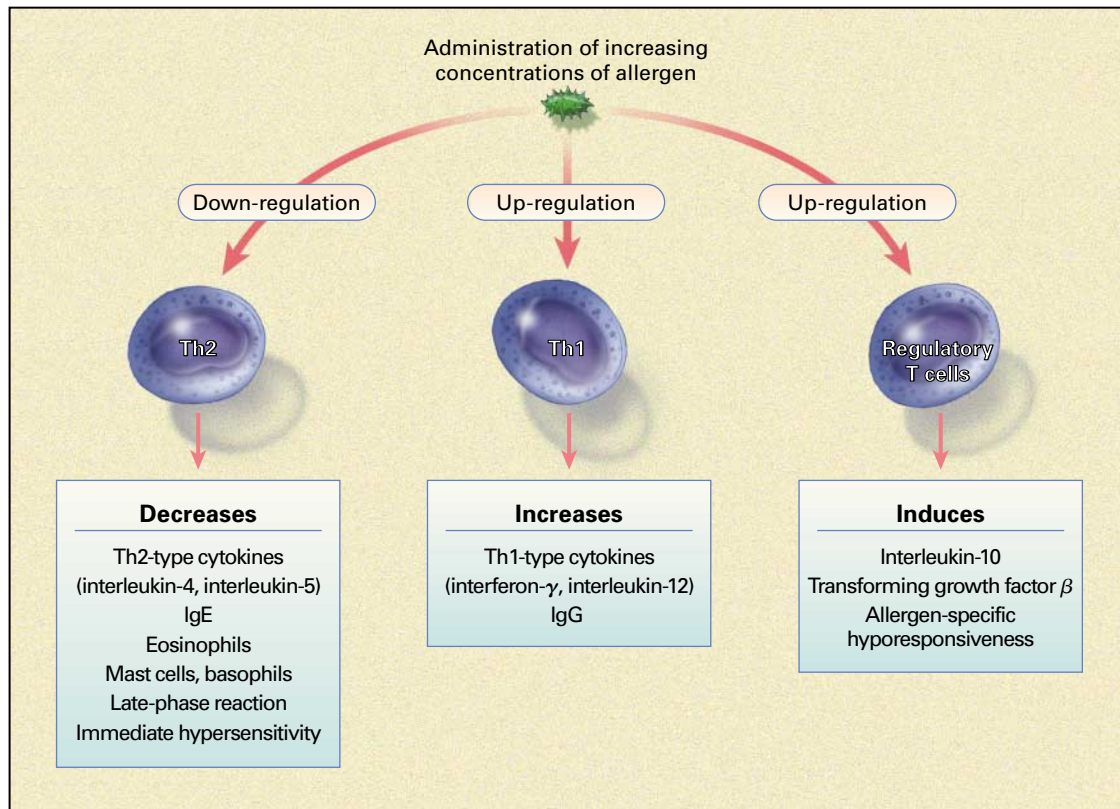 Administration of increasing
concentrations of allergen
Down-regulation
Up-regulation
Up-regulation
Th2
Th1
Regulatory
T cells
Decreases
Th2-type cytokines
(interleukin-4, interleukin-5)
IgE
Eosinophils
Mast cells, basophils
Late-phase reaction
Immediate hypersensitivity
Increases
Th1-type cytokines
(interferon-γ, interleukin-12)
IgG
Induces
Interleukin-10
Transforming growth factor β
Allergen-specific
hyporesponsiveness